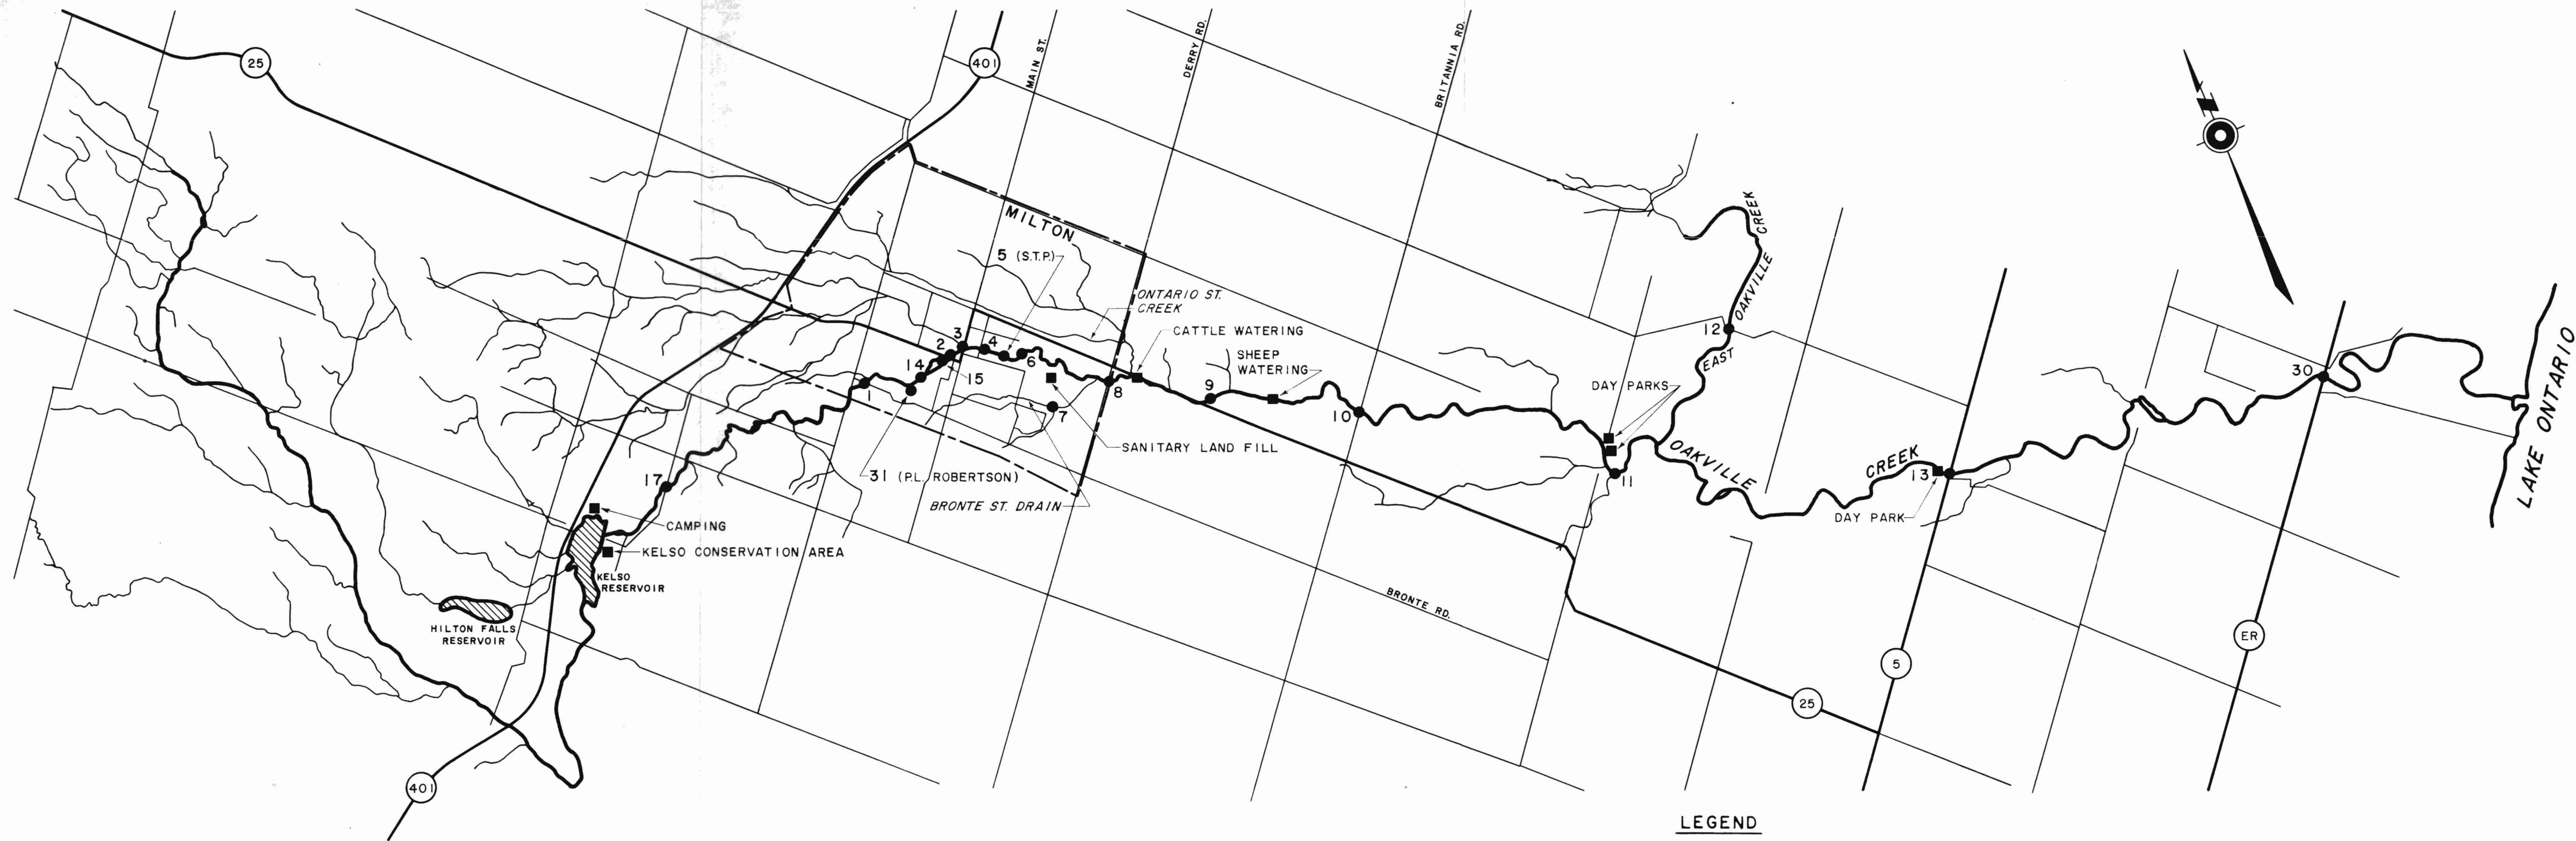 25
401
MAIN ST.
DERRY RD.
BRITANNIA RD.
N
MILTON
5 (S.T.P.)
ONTARIO ST.
CREEK
CATTLE WATERING
SHEEP
WATERING
3
2
4
14
6
15
1
7
8
9
10
SANITARY LAND FILL
31 (P.L. ROBERTSON)
BRONTE ST. DRAIN
17
CAMPING
KELSO CONSERVATION AREA
KELSO
RESERVOIR
HILTON FALLS
RESERVOIR
401
BRONTE RD.
DAY PARKS
11
12
EAST
OAKVILLE
CREEK
OAKVILLE
CREEK
13
DAY PARK
30
LAKE ONTARIO
5
ER
25
LEGEND